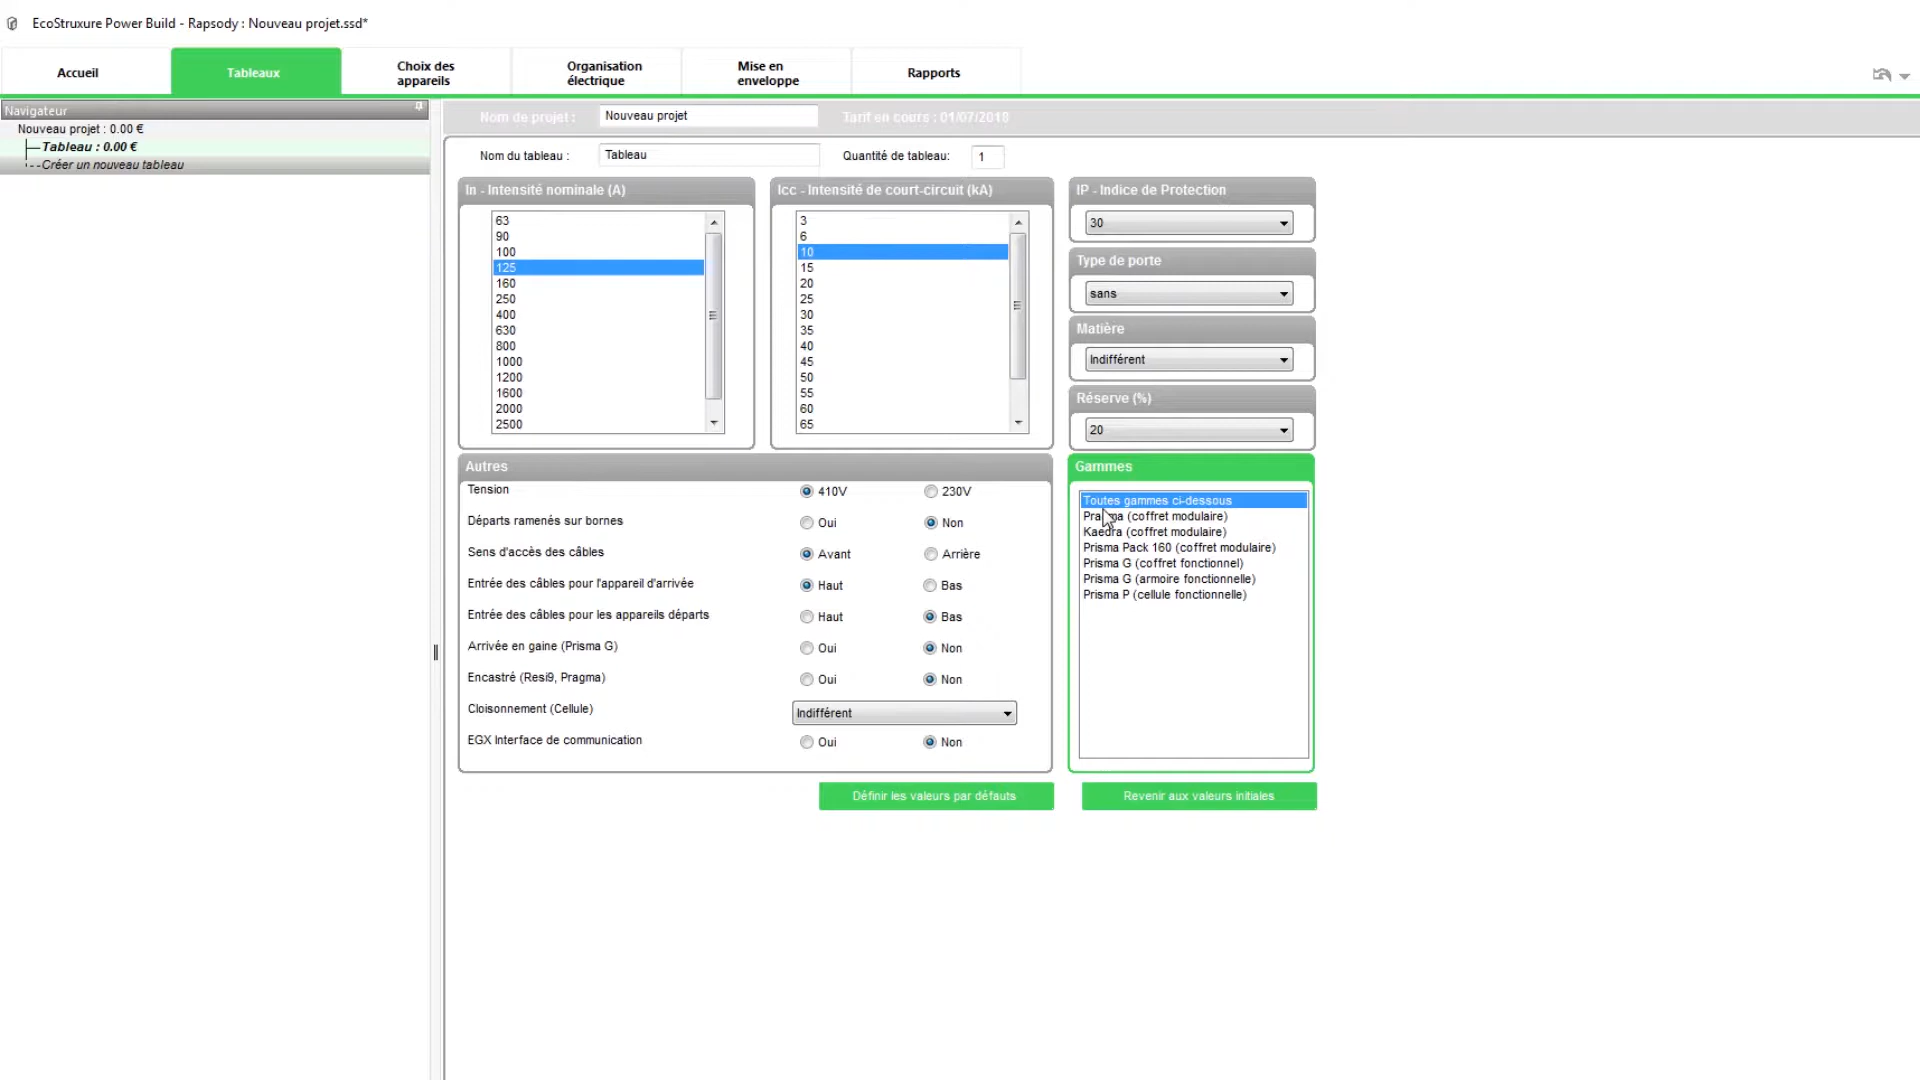 EcoStruxure Power Build - Rapsody : Nouveau projet.ssd*
Accueil
Tableaux
Choix des
appareils
Organisation
électrique
Mise en
enveloppe
Rapports
Navigateur
Nouveau projet : 0.00 €
Tableau : 0.00 €
Créer un nouveau tableau
Nom de projet :
Nouveau projet
Tarif en cours : 01/07/2018
Nom du tableau :
Tableau
Quantité de tableau:
1
In - Intensité nominale (A)
63
90
100
125
160
250
400
630
800
1000
1200
1600
2000
2500
Icc - Intensité de court-circuit (kA)
3
6
10
15
20
25
30
35
40
45
50
55
60
65
IP - Indice de Protection
30
Type de porte
sans
Matière
Indifférent
Réserve (%)
20
Autres
Tension 410V 230V
Départs ramenés sur bornes Oui Non
Sens d'accès des câbles Avant Arrière
Entrée des câbles pour l'appareil d'arrivée Haut Bas
Entrée des câbles pour les appareils départs Haut Bas
Arrivée en gaine (Prisma G) Oui Non
Encastré (Resi9, Pragma) Oui Non
Cloisonnement (Cellule) Indifférent
EGX Interface de communication Oui Non
Gammes
Toutes gammes ci-dessous
Pragma (coffret modulaire)
Kaedra (coffret modulaire)
Prisma Pack 160 (coffret modulaire)
Prisma G (coffret fonctionnel)
Prisma G (armoire fonctionnelle)
Prisma P (cellule fonctionnelle)
Définir les valeurs par défauts
Revenir aux valeurs initiales